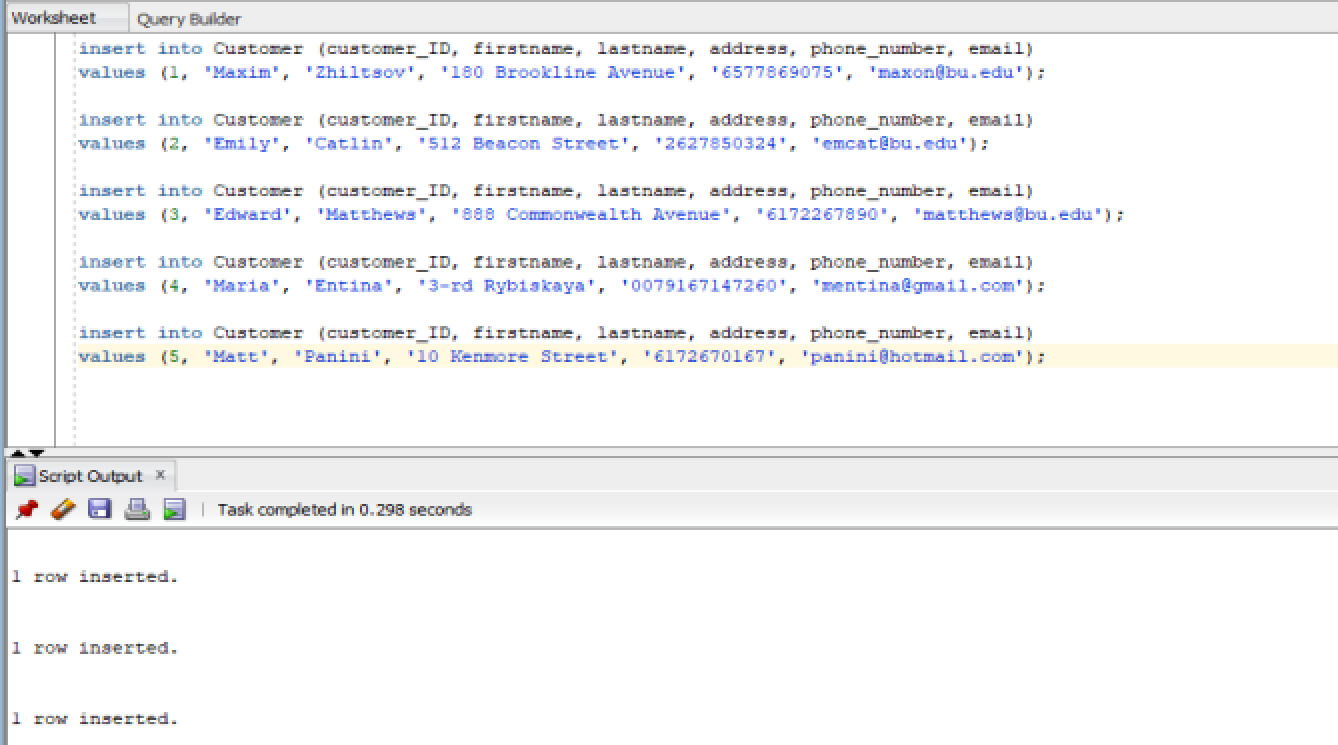 Worksheet Query Builder
insert into Customer (customer_ID, firstname, lastname, address, phone_number, email)
values (1, 'Maxim', 'Zhiltsov', '180 Brookline Avenue', '6577869075', 'maxon@bu.edu');
insert into Customer (customer_ID, firstname, lastname, address, phone_number, email)
values (2, 'Emily', 'Catlin', '512 Beacon Street', '2627850324', 'emcat@bu.edu');
insert into Customer (customer_ID, firstname, lastname, address, phone_number, email)
values (3, 'Edward', 'Matthews', '888 Commonwealth Avenue', '6172267890', 'matthews@bu.edu');
insert into Customer (customer_ID, firstname, lastname, address, phone_number, email)
values (4, 'Maria', 'Entina', '3-rd Rybiskaya', '0079167147260', 'mentina@gmail.com');
insert into Customer (customer_ID, firstname, lastname, address, phone_number, email)
values (5, 'Matt', 'Panini', '10 Kenmore Street', '6172670167', 'panini@hotmail.com');
Script Output x
Task completed in 0.298 seconds
1 row inserted.
1 row inserted.
1 row inserted.